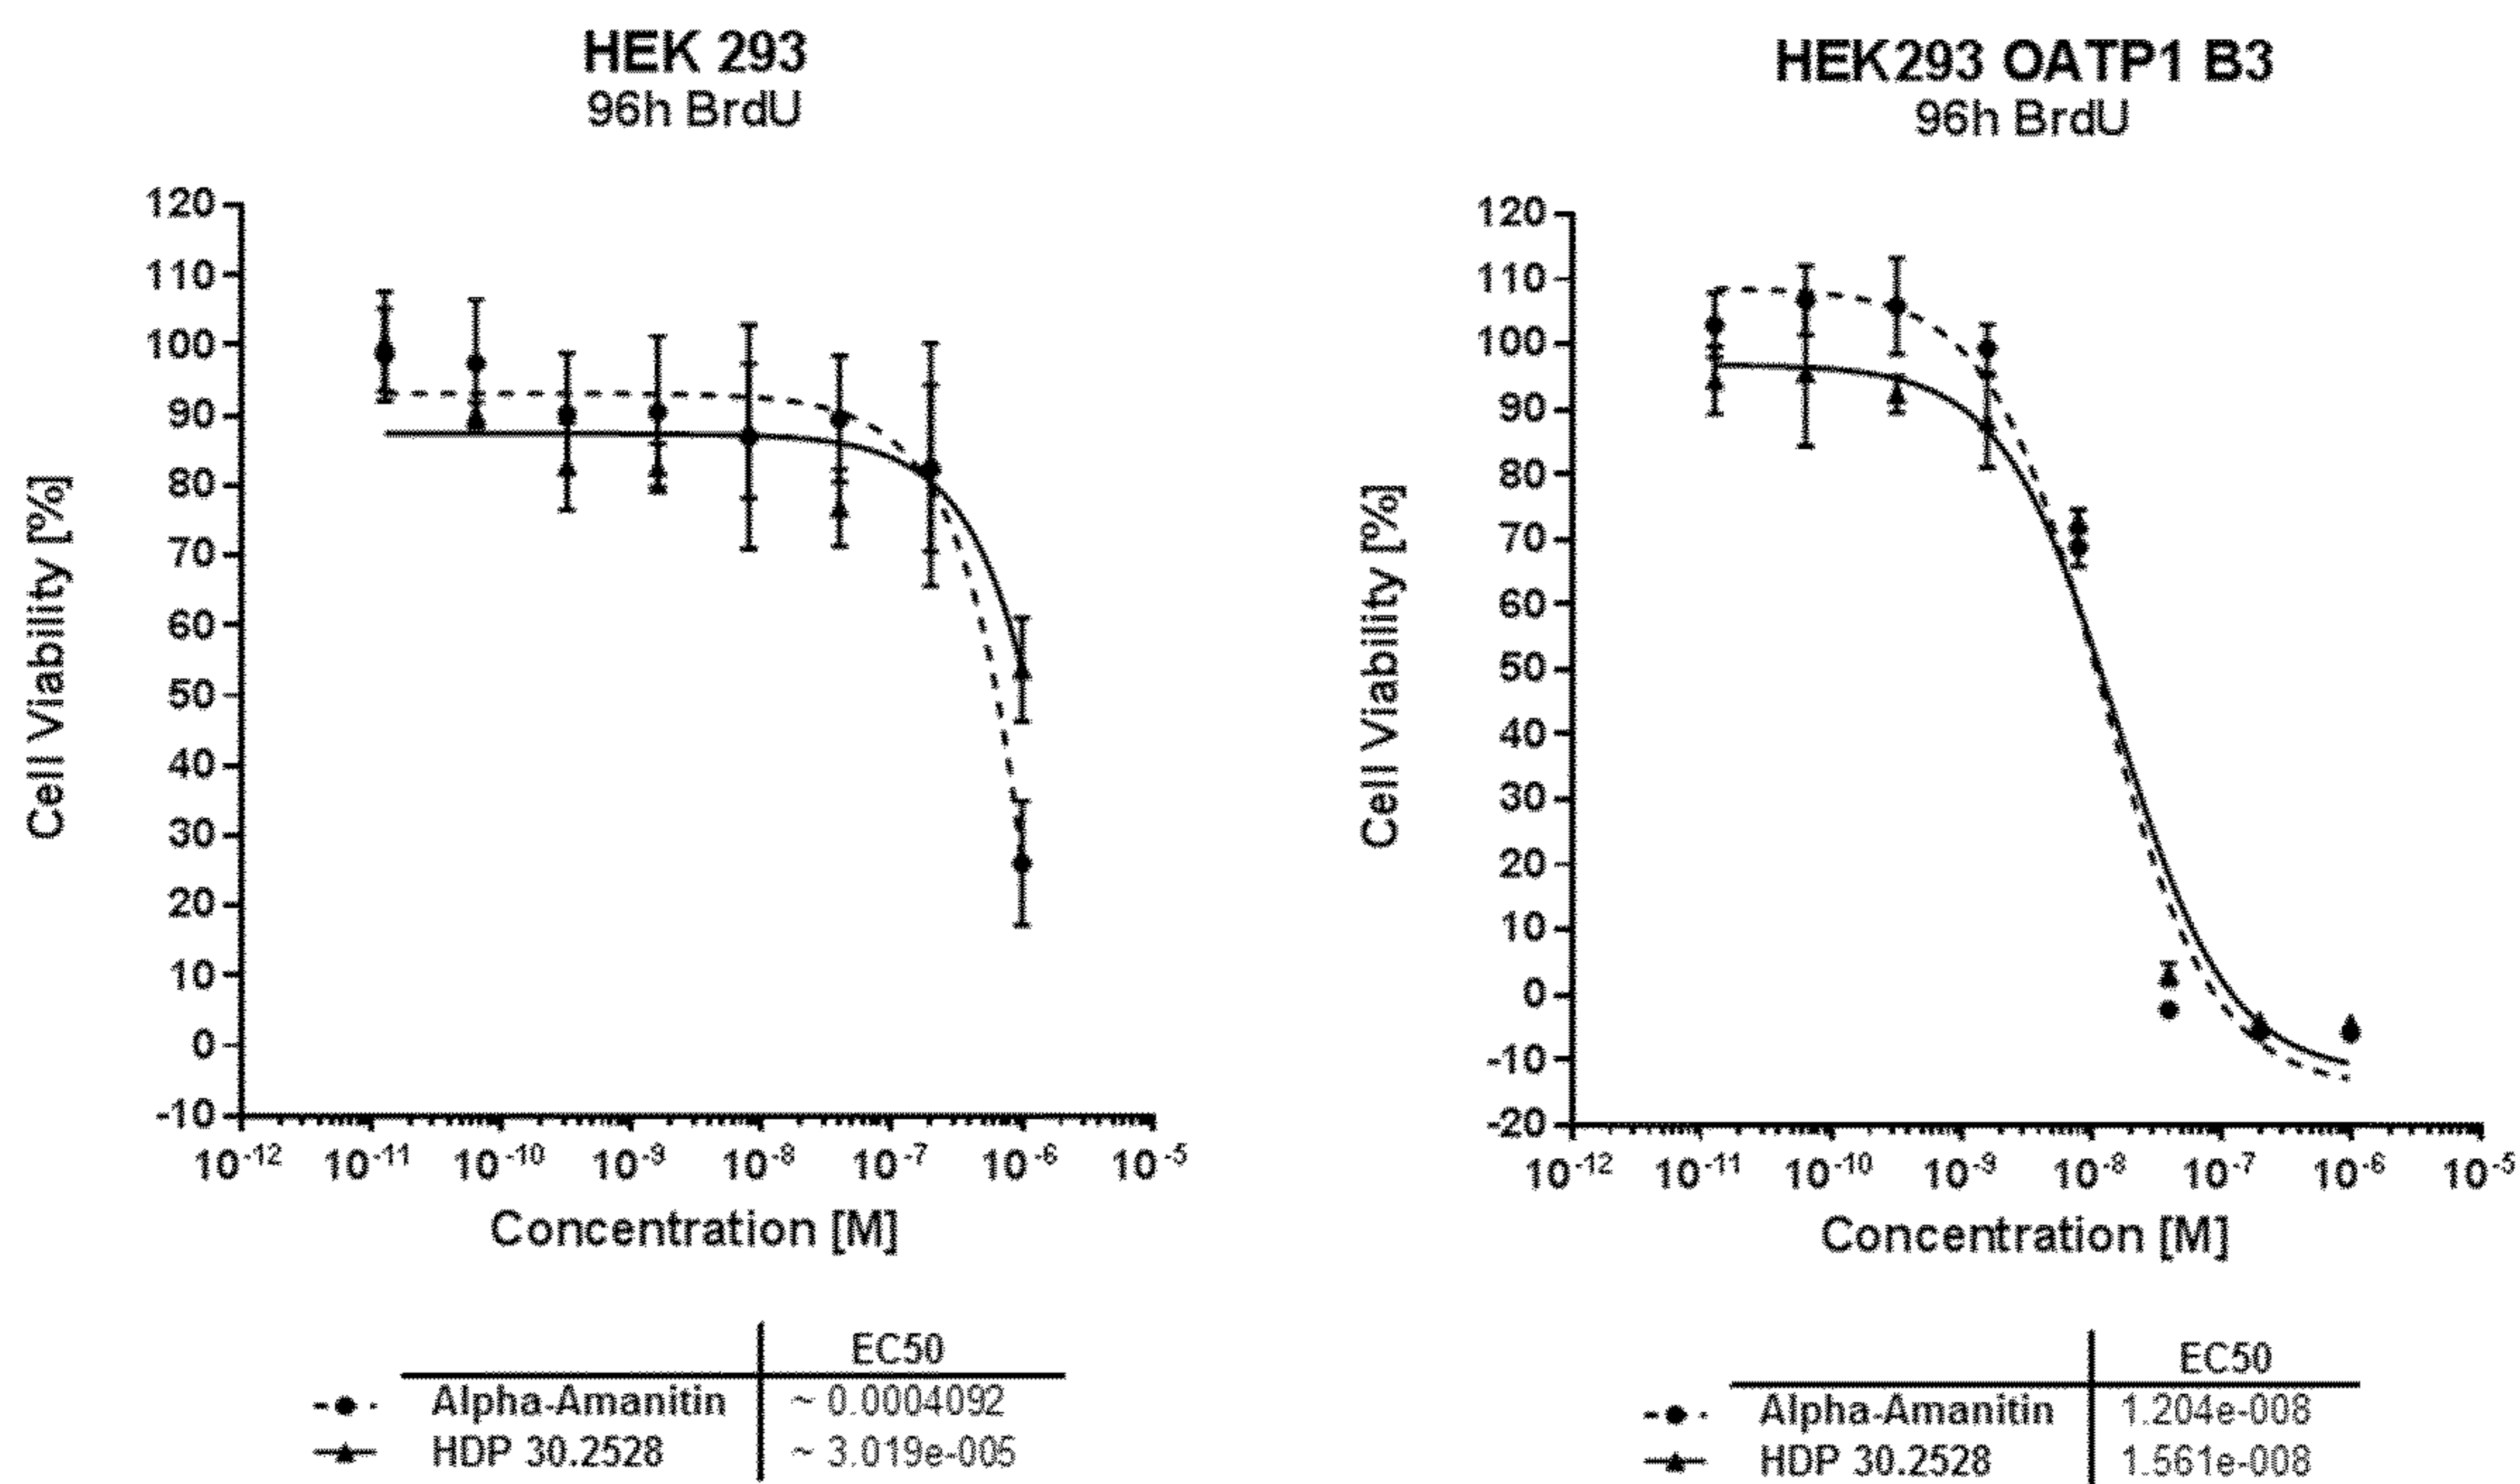 HEK 293
96h BrdU
120
110
100
90
80
70
60
50
40
30
20
10
0
-10
Cell Viability [%]
10-12 10-11 10-10 10-9 10-8 10-7 10-6 10-5
Concentration [M]
EC50
Alpha-Amanitin ~ 0.0004092
HDP 30.2528 ~ 3.019e-005
HEK293 OATP1 B3
96h BrdU
120
110
100
90
80
70
60
50
40
30
20
10
0
-10
-20
Cell Viability [%]
10-12 10-11 10-10 10-9 10-8 10-7 10-6 10-5
Concentration [M]
EC50
Alpha-Amanitin 1.204e-008
HDP 30.2528 1.561e-008